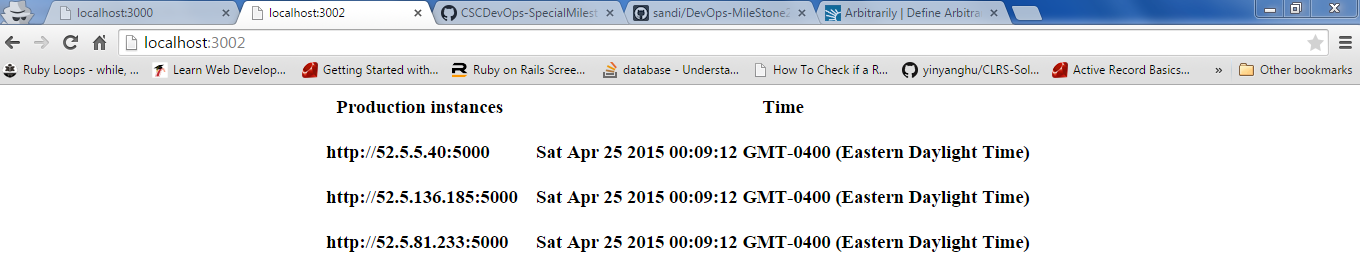 localhost:3000
localhost:3002
CSCDevOps-SpecialMilest
sandi/DevOps-MileStone
Arbitrarily | Define Arbitra
localhost:3002
Ruby Loops - while, ...
Learn Web Develop...
Getting Started with...
Ruby on Rails Scree...
database - Understa...
How To Check if a R...
yinyanghu/CLRS-Sol...
Active Record Basics...
»
Other bookmarks
Production instances Time
http://52.5.5.40:5000 Sat Apr 25 2015 00:09:12 GMT-0400 (Eastern Daylight Time)
http://52.5.136.185:5000 Sat Apr 25 2015 00:09:12 GMT-0400 (Eastern Daylight Time)
http://52.5.81.233:5000 Sat Apr 25 2015 00:09:12 GMT-0400 (Eastern Daylight Time)